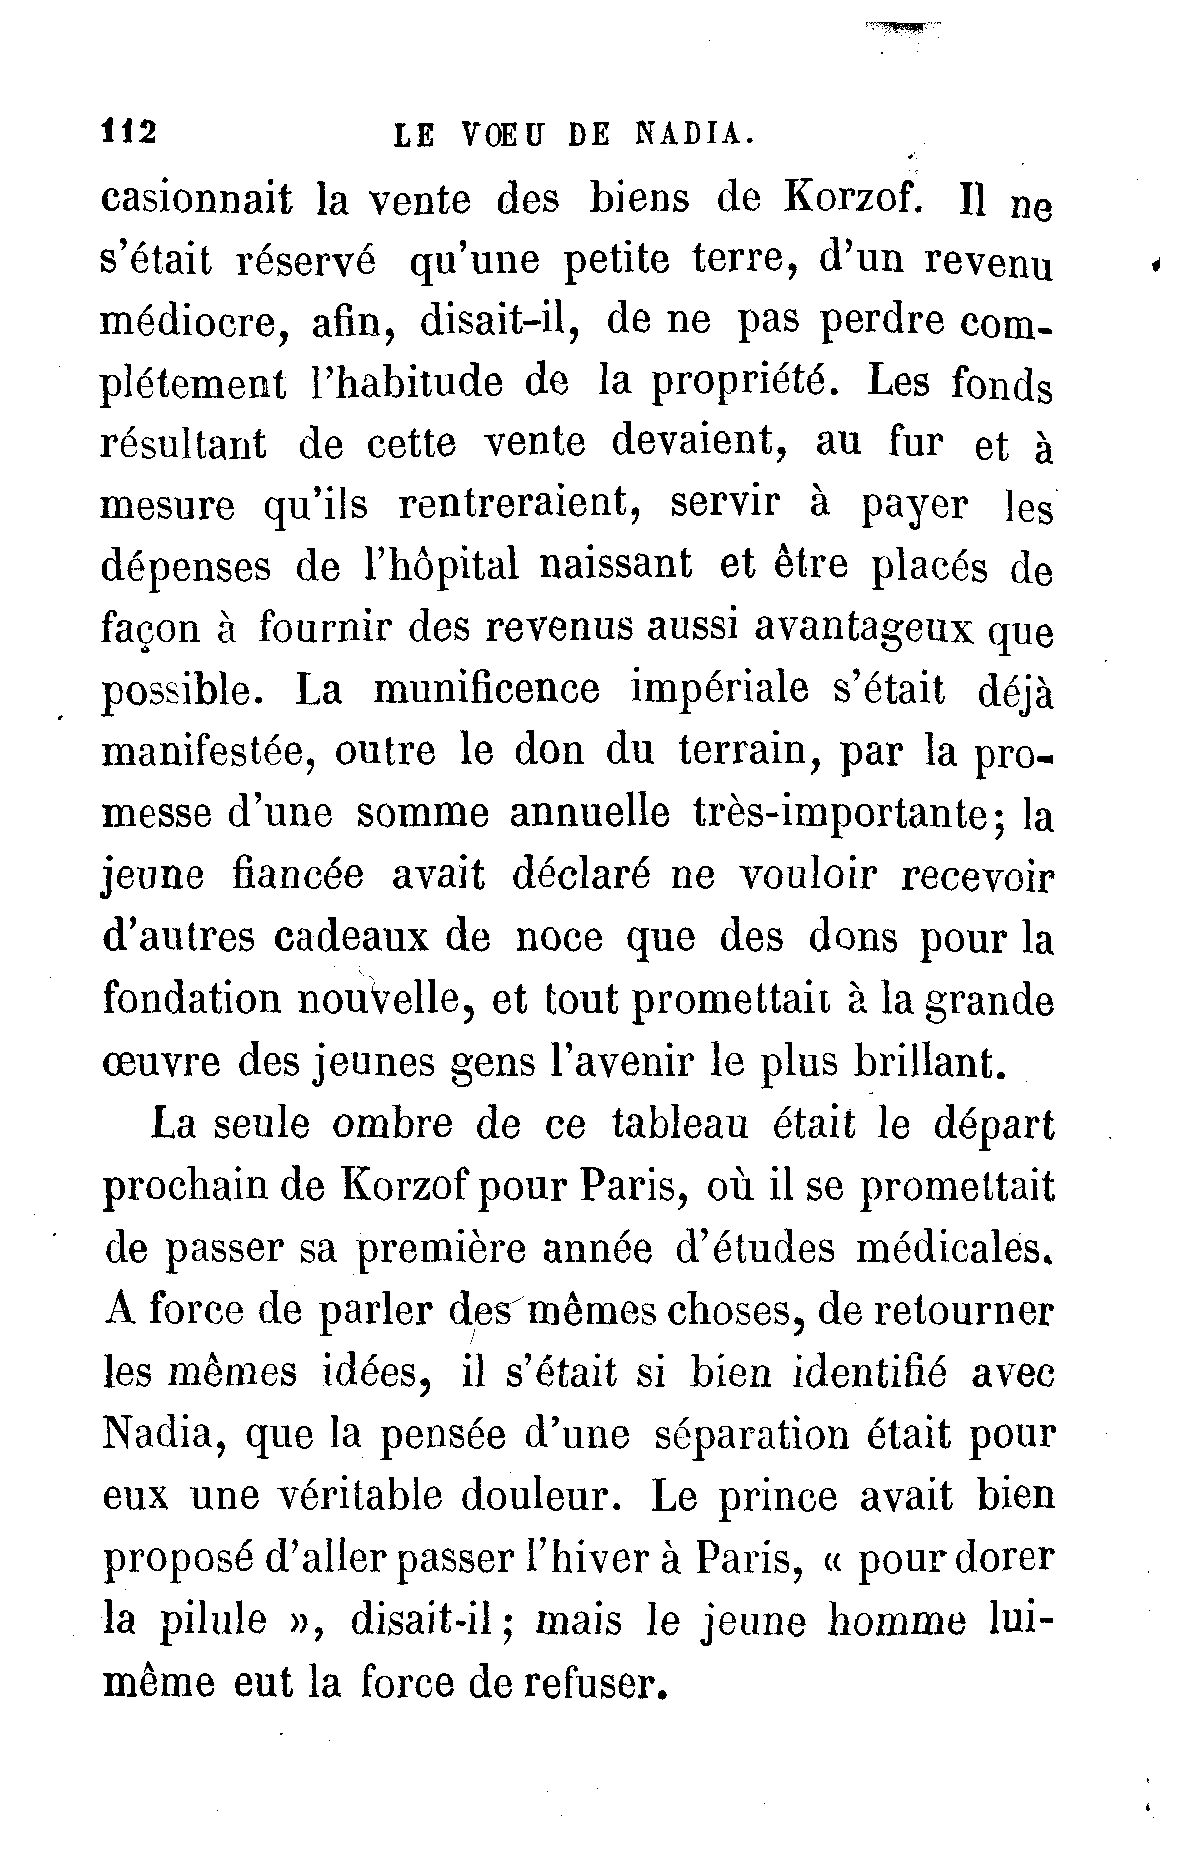 112 LE VŒU DE NADIA.
casionnait la vente des biens de Korzof. Il ne
s'était réservé qu'une petite terre, d'un revenu
médiocre, afin, disait-il, de ne pas perdre com-
plétement l'habitude de la propriété. Les fonds
résultant de cette vente devaient, au fur et à
mesure qu'ils rentreraient, servir à payer les
dépenses de l'hôpital naissant et être placés de
façon à fournir des revenus aussi avantageux que
possible. La munificence impériale s'était déjà
manifestée, outre le don du terrain, par la pro-
messe d'une somme annuelle très-importante; la
jeune fiancée avait déclaré ne vouloir recevoir
d'autres cadeaux de noce que des dons pour la
fondation nouvelle, et tout promettait à la grande
œuvre des jeunes gens l'avenir le plus brillant.
La seule ombre de ce tableau était le départ
prochain de Korzof pour Paris, où il se promettait
de passer sa première année d'études médicales.
A force de parler des mêmes choses, de retourner
les mêmes idées, il s'était si bien identifié avec
Nadia, que la pensée d'une séparation était pour
eux une véritable douleur. Le prince avait bien
proposé d'aller passer l'hiver à Paris, « pour dorer
la pilule », disait-il ; mais le jeune homme lui-
même eut la force de refuser.